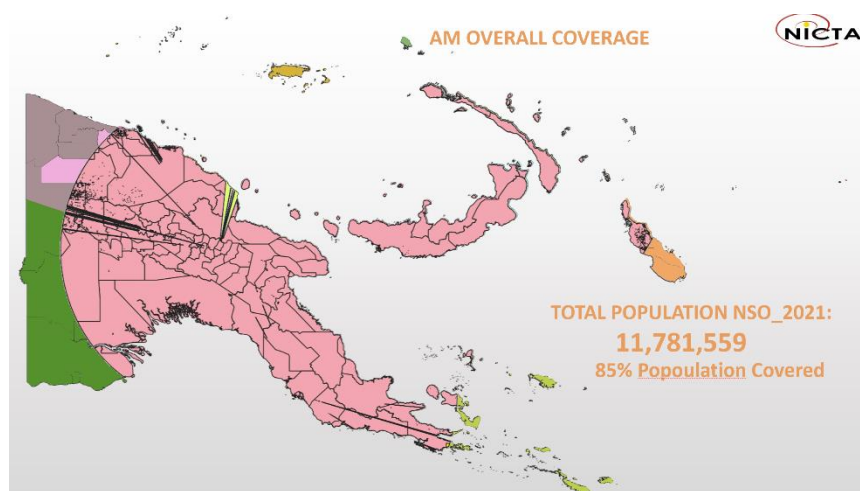 AM OVERALL COVERAGE
NICTA
TOTAL POPULATION NSO_2021:
11,781,559
85% Popoulation Covered